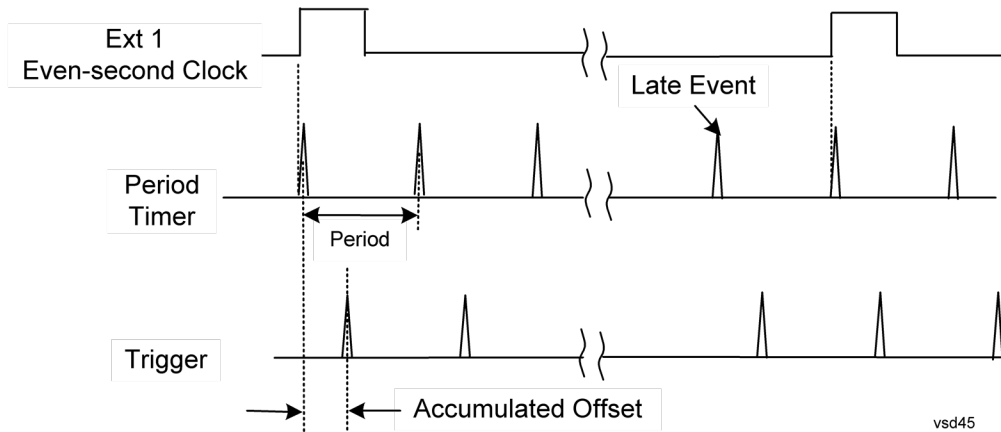 Ext 1
Even-second Clock
Late Event
Period
Timer
Period
Trigger
Accumulated Offset
vsd45